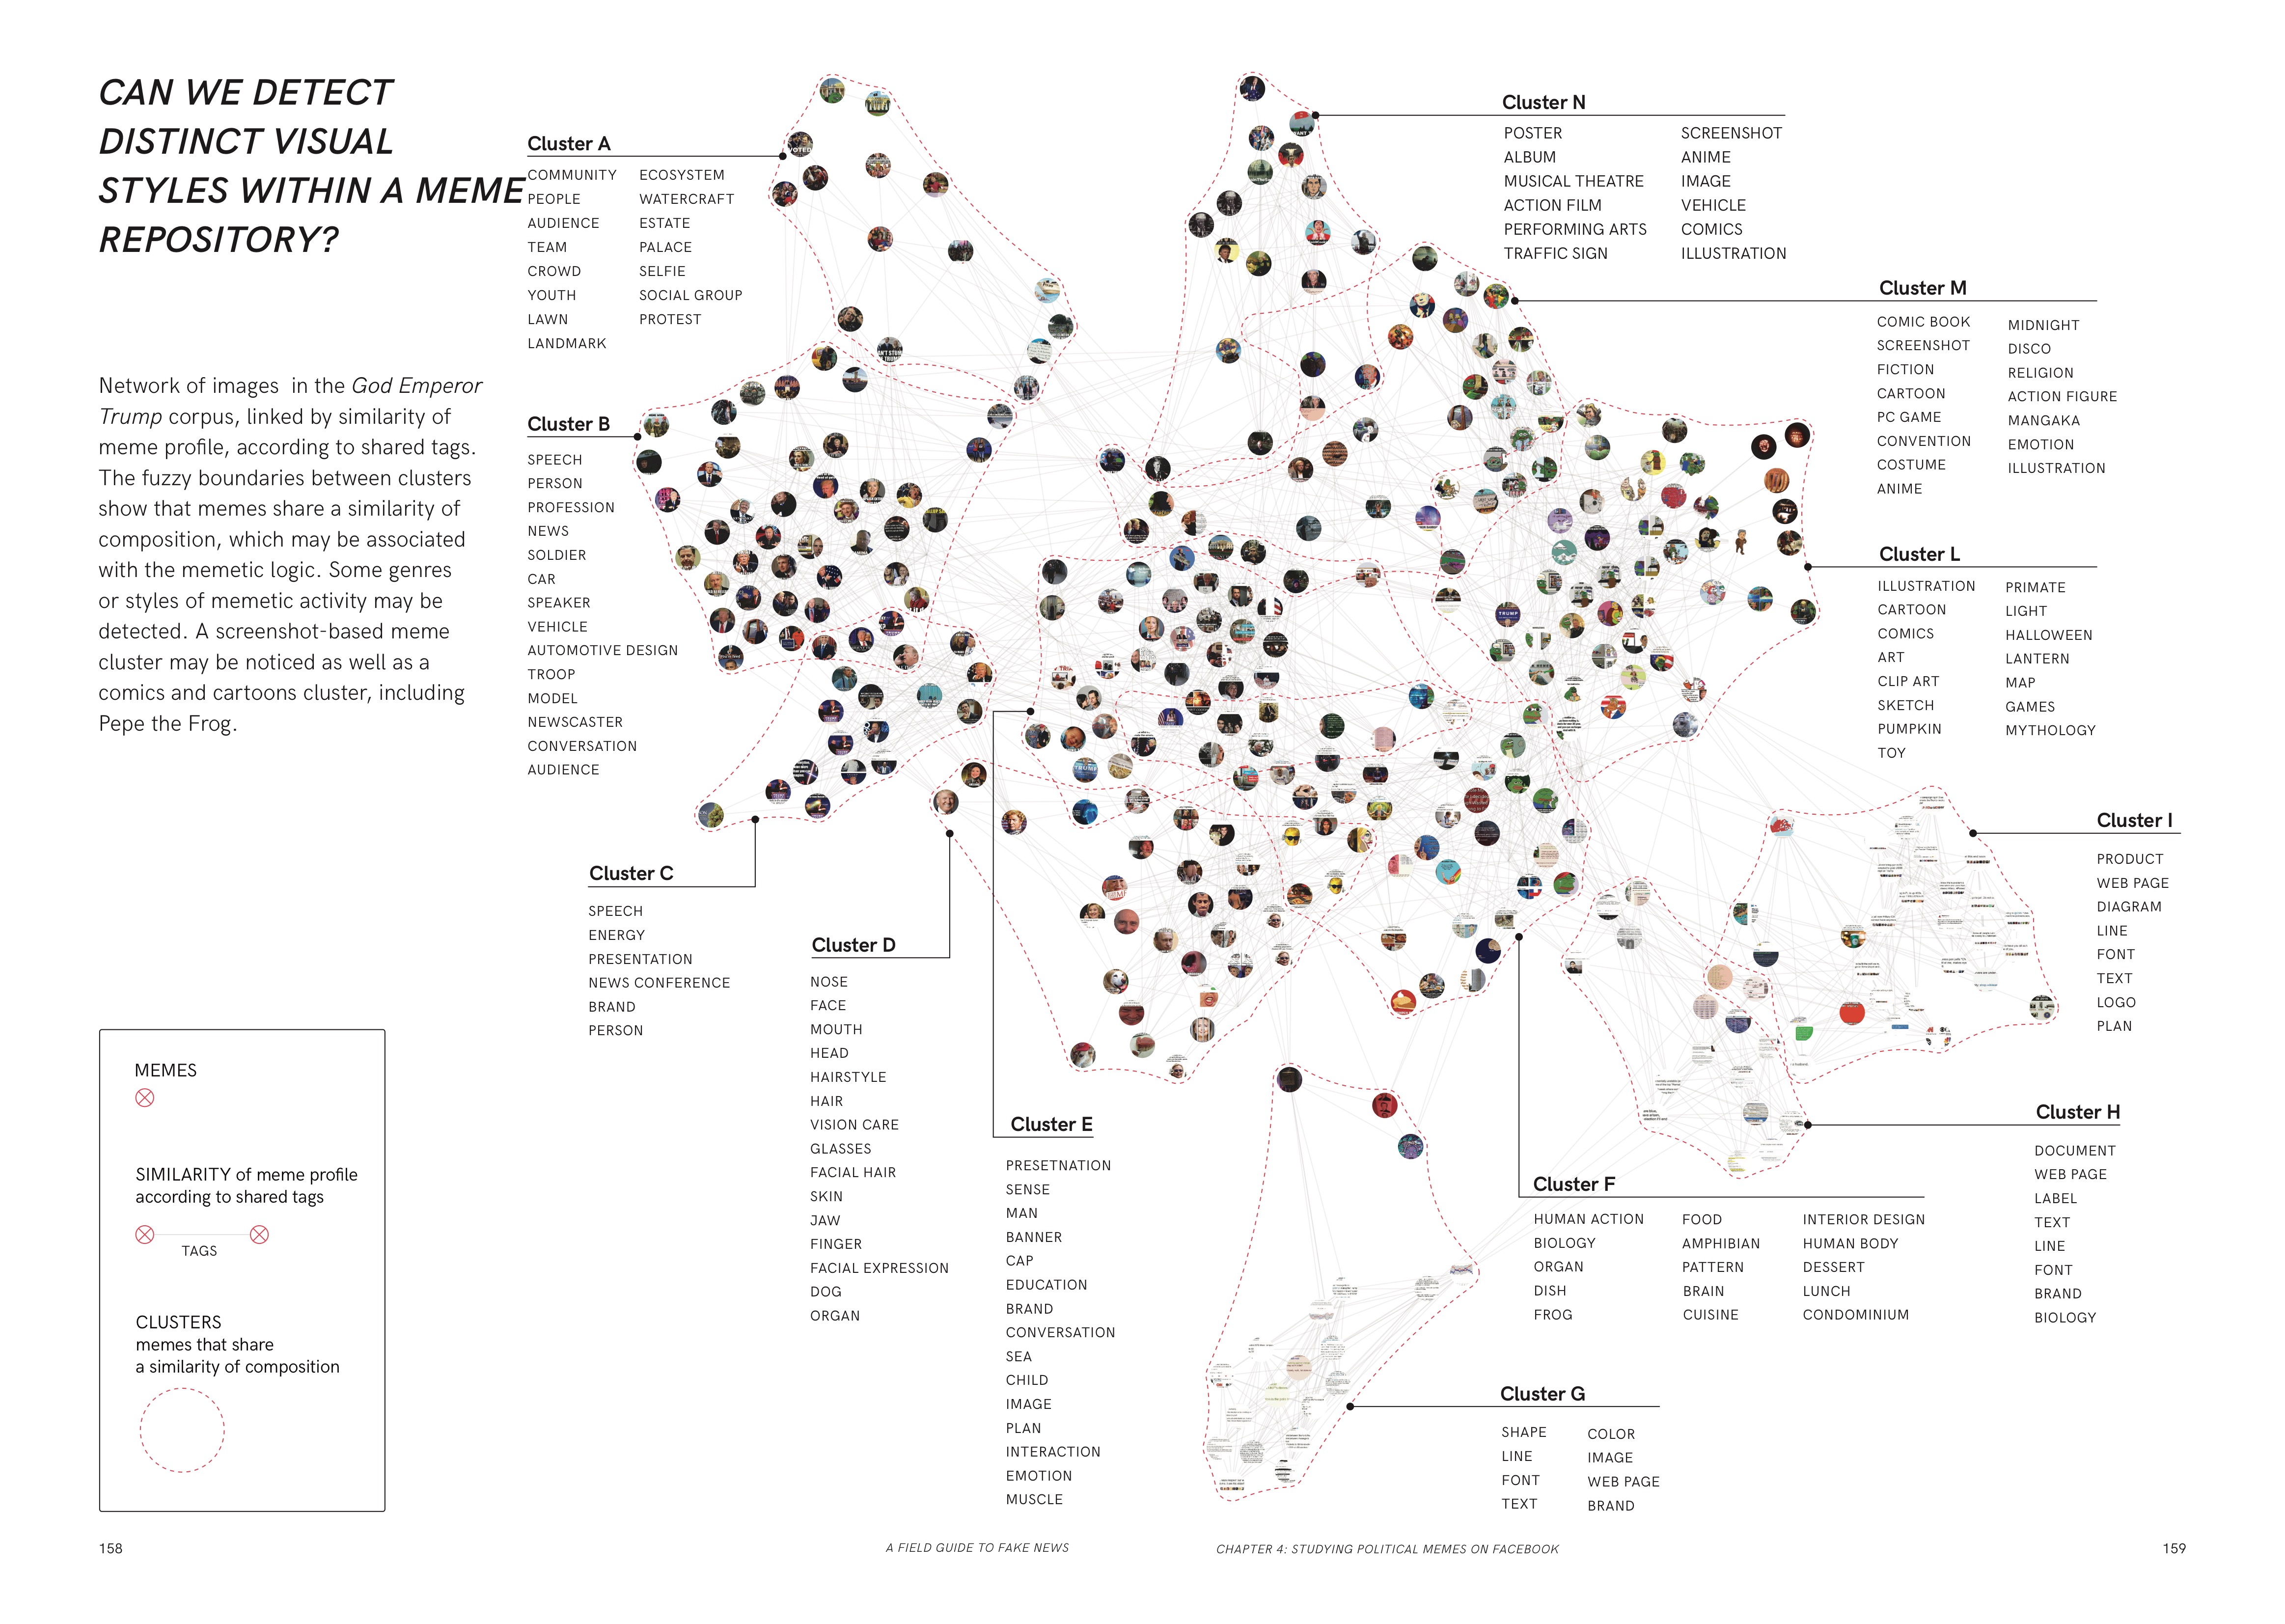 CAN WE DETECT
DISTINCT VISUAL
STYLES WITHIN A MEME
REPOSITORY?
Network of images in the God Emperor
Trump corpus, linked by similarity of
meme profile, according to shared tags.
The fuzzy boundaries between clusters
show that memes share a similarity of
composition, which may be associated
with the memetic logic. Some genres
or styles of memetic activity may be
detected. A screenshot-based meme
cluster may be noticed as well as a
comics and cartoons cluster, including
Pepe the Frog.
MEMES
SIMILARITY of meme profile
according to shared tags
TAGS
CLUSTERS
memes that share
a similarity of composition
Cluster A
COMMUNITY
PEOPLE
AUDIENCE
TEAM
CROWD
YOUTH
LAWN
LANDMARK
ECOSYSTEM
WATERCRAFT
ESTATE
PALACE
SELFIE
SOCIAL GROUP
PROTEST
Cluster B
SPEECH
PERSON
PROFESSION
NEWS
SOLDIER
CAR
SPEAKER
VEHICLE
AUTOMOTIVE DESIGN
TROOP
MODEL
NEWSCASTER
CONVERSATION
AUDIENCE
Cluster C
SPEECH
ENERGY
PRESENTATION
NEWS CONFERENCE
BRAND
PERSON
Cluster D
NOSE
FACE
MOUTH
HEAD
HAIRSTYLE
HAIR
VISION CARE
GLASSES
FACIAL HAIR
SKIN
JAW
FINGER
FACIAL EXPRESSION
DOG
ORGAN
Cluster E
PRESETNATION
SENSE
MAN
BANNER
CAP
EDUCATION
BRAND
CONVERSATION
SEA
CHILD
IMAGE
PLAN
INTERACTION
EMOTION
MUSCLE
Cluster N
POSTER
ALBUM
MUSICAL THEATRE
ACTION FILM
PERFORMING ARTS
TRAFFIC SIGN
SCREENSHOT
ANIME
IMAGE
VEHICLE
COMICS
ILLUSTRATION
Cluster M
COMIC BOOK
SCREENSHOT
FICTION
CARTOON
PC GAME
CONVENTION
COSTUME
ANIME
MIDNIGHT
DISCO
RELIGION
ACTION FIGURE
MANGAKA
EMOTION
ILLUSTRATION
Cluster L
ILLUSTRATION
CARTOON
COMICS
ART
CLIP ART
SKETCH
PUMPKIN
TOY
PRIMATE
LIGHT
HALLOWEEN
LANTERN
MAP
GAMES
MYTHOLOGY
Cluster I
PRODUCT
WEB PAGE
DIAGRAM
LINE
FONT
TEXT
LOGO
PLAN
Cluster H
DOCUMENT
WEB PAGE
LABEL
TEXT
LINE
FONT
BRAND
BIOLOGY
Cluster F
HUMAN ACTION
BIOLOGY
ORGAN
DISH
FROG
FOOD
AMPHIBIAN
PATTERN
BRAIN
CUISINE
INTERIOR DESIGN
HUMAN BODY
DESSERT
LUNCH
CONDOMINIUM
Cluster G
SHAPE
LINE
FONT
TEXT
COLOR
IMAGE
WEB PAGE
BRAND
VOTED
TRUMP
TRUMP
158
A FIELD GUIDE TO FAKE NEWS
CHAPTER 4: STUDYING POLITICAL MEMES ON FACEBOOK
159